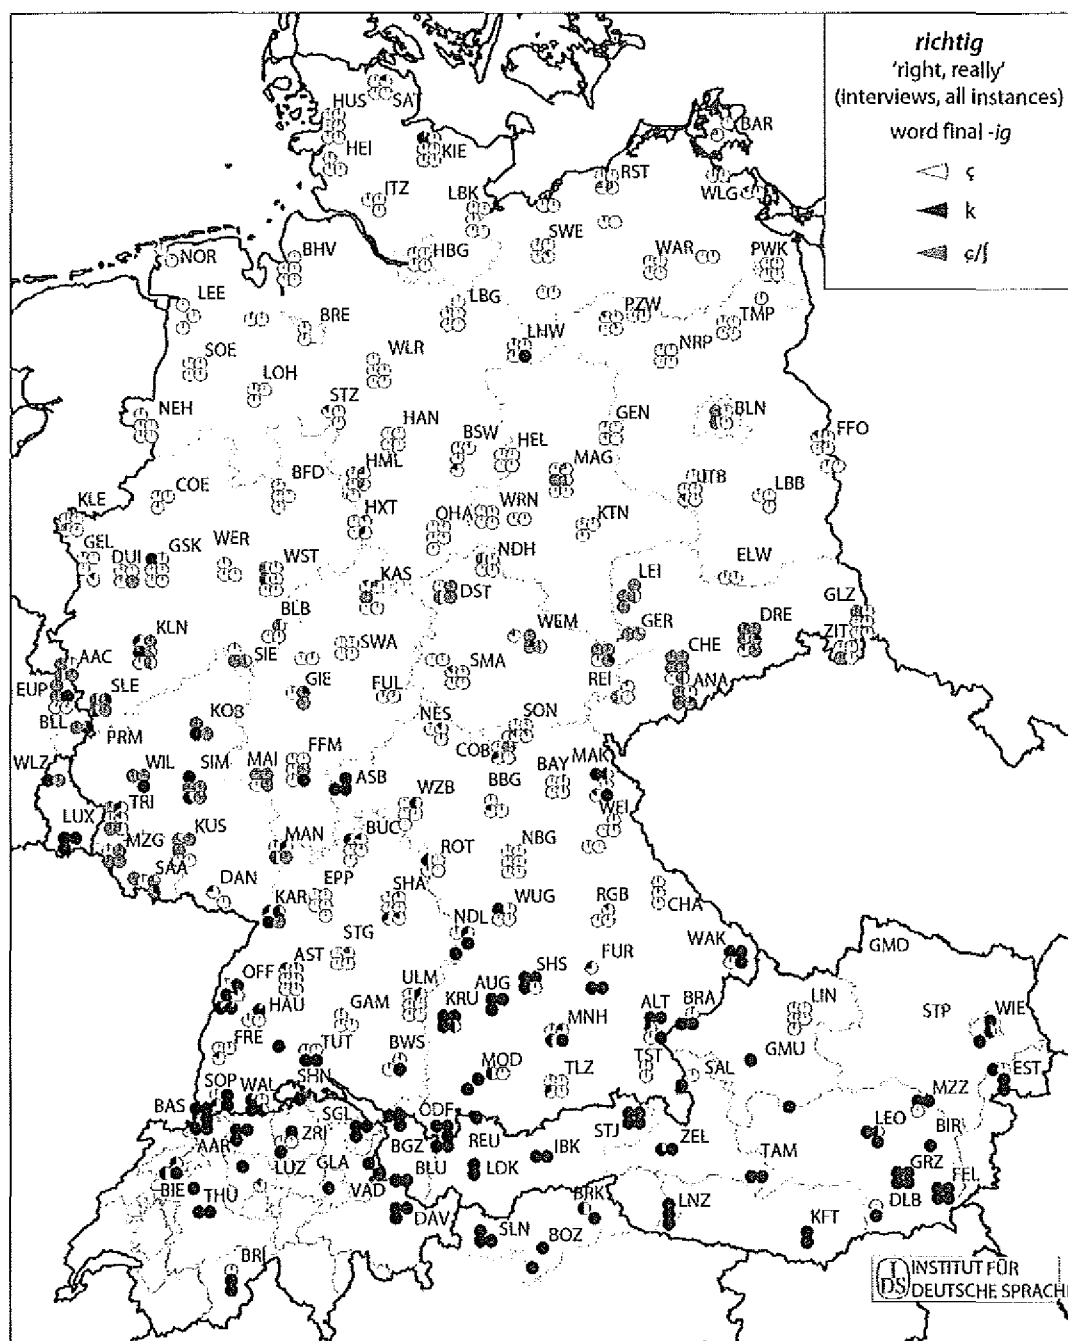 richtig
'right, really'
(interviews, all instances)
word final -ig
ç
k
ç/ʃ
HUS SAT
BAR
HEI KIE
RST
ITZ LBK WLG
SWE
NOR BHV HBG WAR PWK
LEE LBG
BRE PZW TMP
LHW
SOE WLR NRP
LOH
NEH STZ GEN BLN
HAN FFO
BSW HEL
BFD HML MAG
COE JTB LBB
KLE
HXT OHA WRN KTN
GEL DUI GSK WER NDH
WST ELW
KAS LEI
DST GLZ
BLB
KLN WEM GER DRE ZIT
AAC SIE SWA CHE
SMA
EUP SLE GIE FUL REI ANA
BLL KOB NES SON
PRM COB
WLZ WIL SIM MAI FFM ASB BAY MAK
BBG
TRI WZB WEI
LUX KUS BUC
MZG MAN ROT NBG
SAA DAN EPP SHA
KAR WUG RGB CHA
STG NDL WAK GMD
AST FUR
OFF ULM AUG SHS LIN
HAU GAM KRU ALT BRA STP WIE
FRE MNH
TUT BWS GMU
SHN MOD TLZ TST SAL EST
SOP WAL MZZ
BAS SGL ODF LEO
AAR ZRI BGZ REU STJ ZEL BIR
LUZ GLA BLU LDK IBK TAM
BIE THU VAD GRZ FEL
DAV BRK LNZ DLB
SLN BOZ KFT
BRI
IDS INSTITUT FÜR
DEUTSCHE SPRACHE